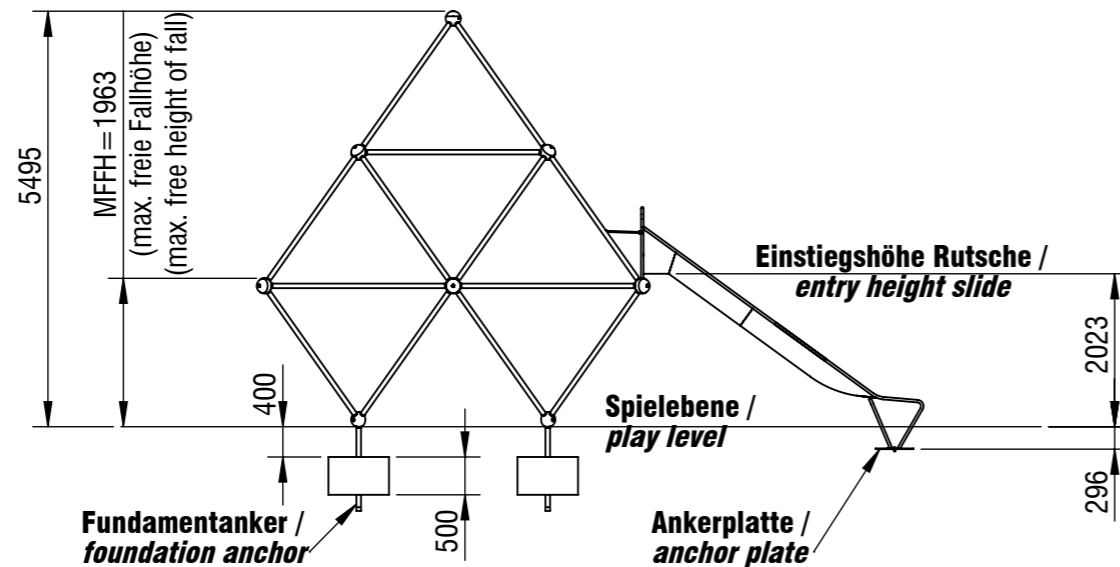 5495
MFFH=1963
(max. freie Fallhöhe)
(max. free height of fall)
Einstiegshöhe Rutsche /
entry height slide
2023
400
Spielebene /
play level
296
500
Fundamentanker /
foundation anchor
Ankerplatte /
anchor plate